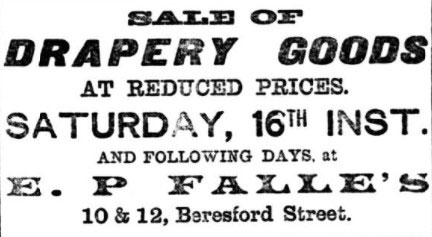 SALE OF
DRAPERY GOODS
AT REDUCED PRICES.
SATURDAY, 16TH INST.
AND FOLLOWING DAYS, at
E. P FALLE'S
10 & 12, Beresford Street.